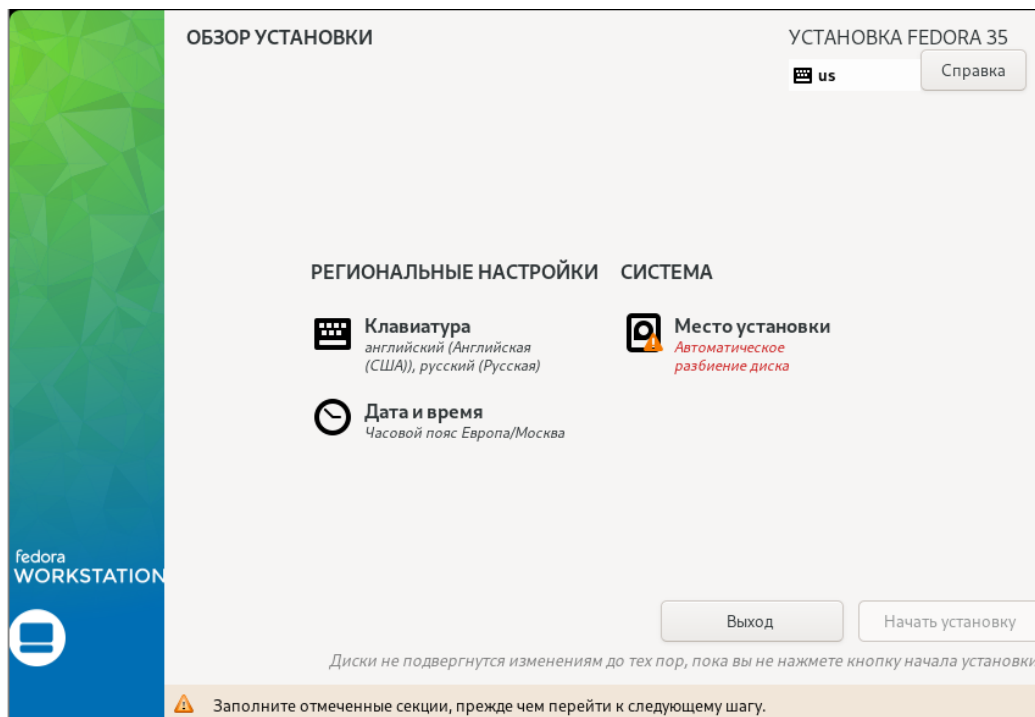 ОБЗОР УСТАНОВКИ
УСТАНОВКА FEDORA 35
us
Справка
РЕГИОНАЛЬНЫЕ НАСТРОЙКИ
СИСТЕМА
Клавиатура
английский (Английская
(США)), русский (Русская)
Место установки
Автоматическое
разбиение диска
Дата и время
Часовой пояс Европа/Москва
fedora
WORKSTATION
Выход
Начать установку
Диски не подвергнутся изменениям до тех пор, пока вы не нажмете кнопку начала установки
Заполните отмеченные секции, прежде чем перейти к следующему шагу.